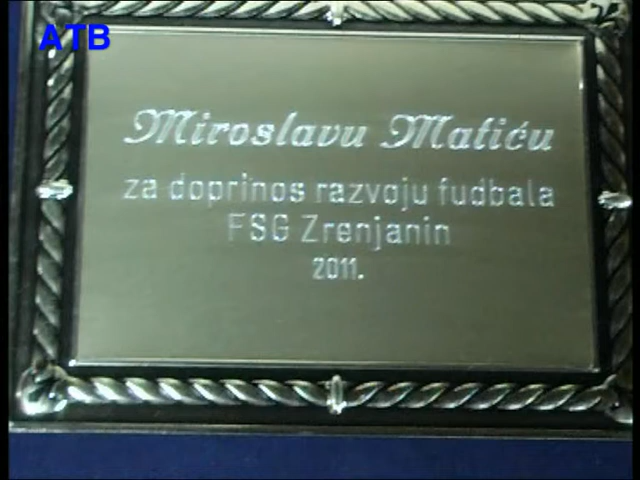 ATB
Miroslavu Matiću
za doprinos razvoju fudbala
FSG Zrenjanin
2011.